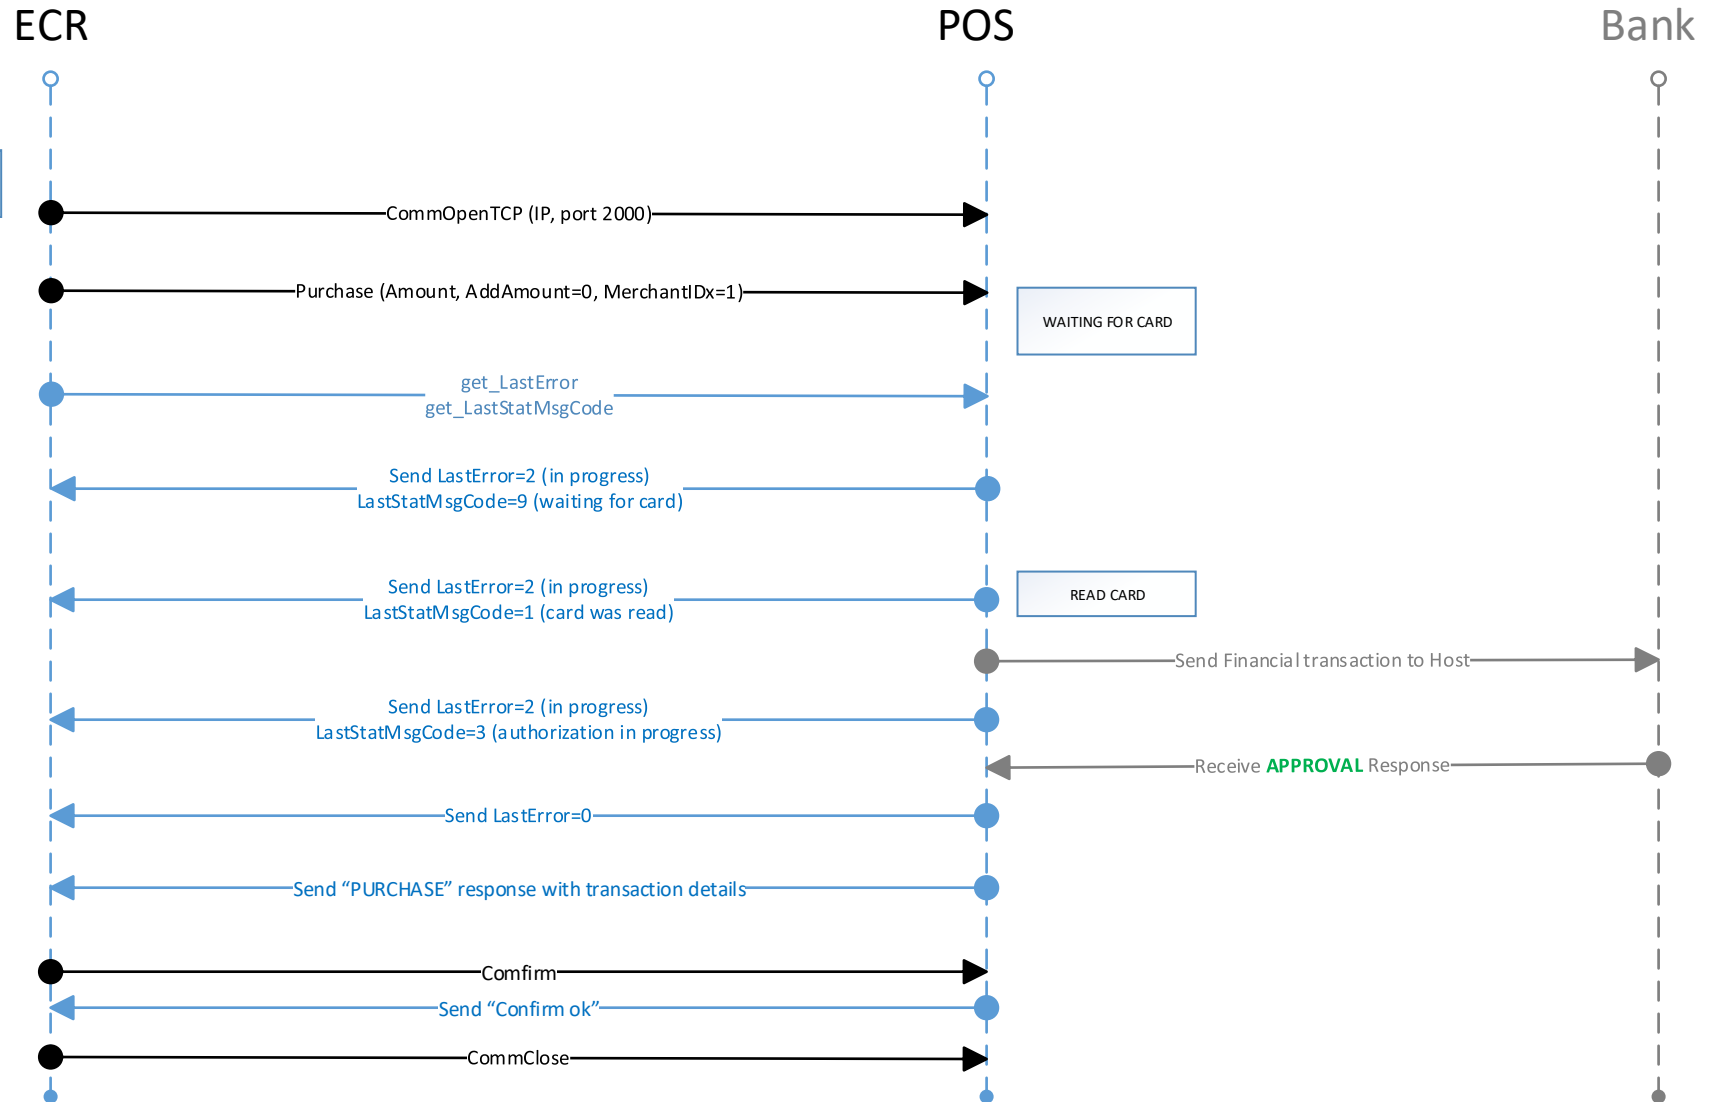 ECR
POS
Bank
CommOpenTCP (IP, port 2000)
Purchase (Amount, AddAmount=0, MerchantIDx=1)
WAITING FOR CARD
get_LastError
get_LastStatMsgCode
Send LastError=2 (in progress)
LastStatMsgCode=9 (waiting for card)
Send LastError=2 (in progress)
LastStatMsgCode=1 (card was read)
READ CARD
Send Financial transaction to Host
Send LastError=2 (in progress)
LastStatMsgCode=3 (authorization in progress)
Receive APPROVAL Response
Send LastError=0
Send “PURCHASE” response with transaction details
Comfirm
Send “Confirm ok”
CommClose